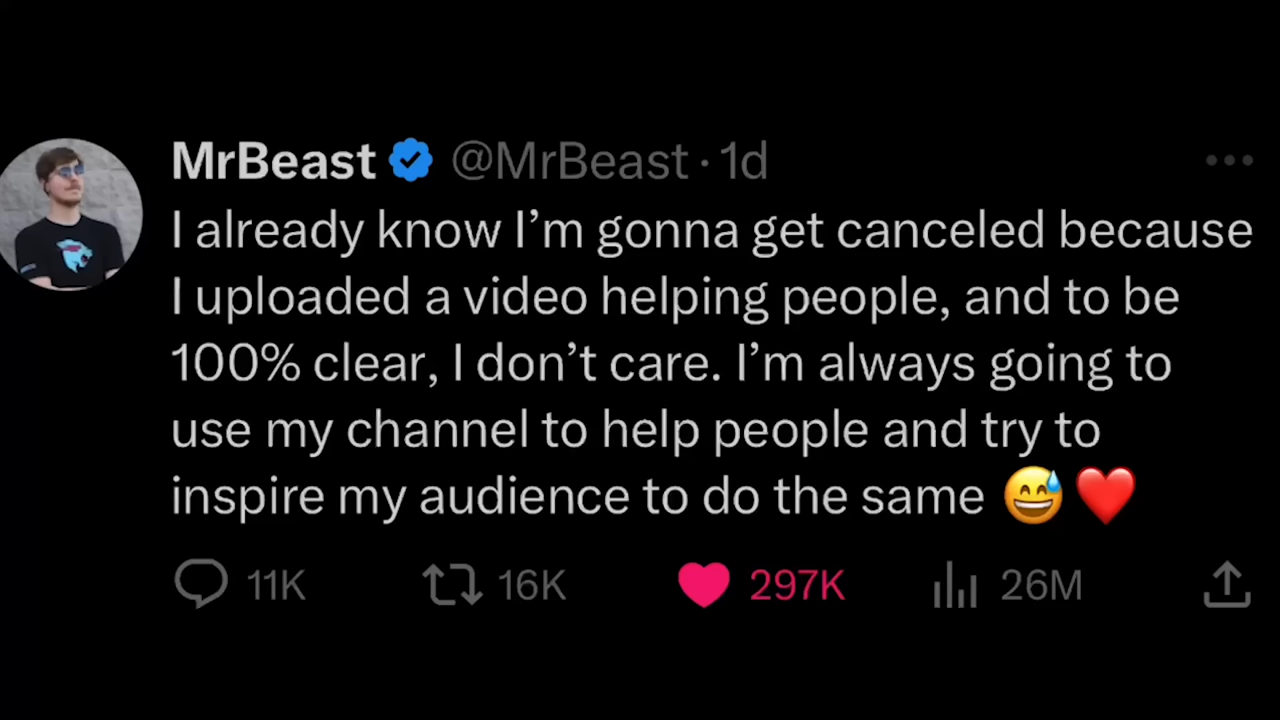 MrBeast @MrBeast · 1d
I already know I’m gonna get canceled because
I uploaded a video helping people, and to be
100% clear, I don’t care. I’m always going to
use my channel to help people and try to
inspire my audience to do the same 😅❤️
11K 16K 297K 26M